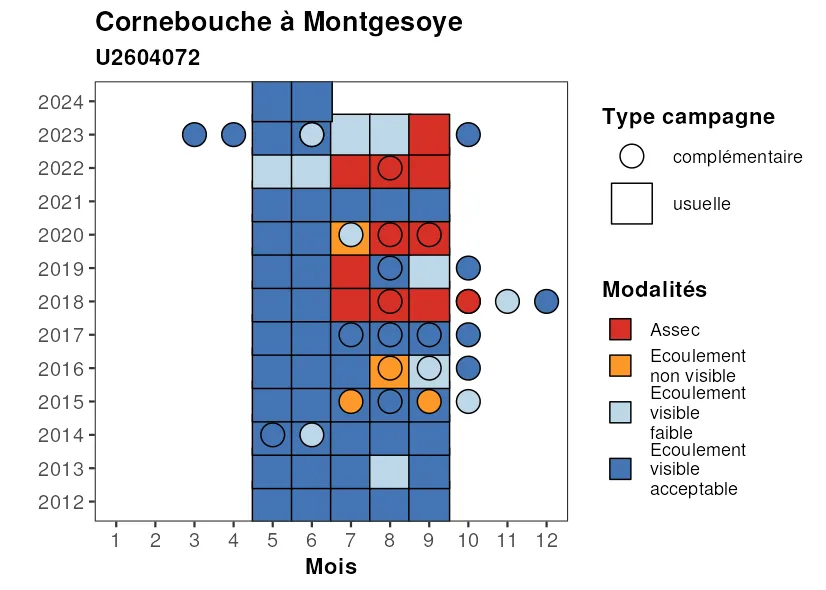 Cornebouche à Montgesoye
U2604072
2024
2023
2022
2021
2020
2019
2018
2017
2016
2015
2014
2013
2012
1 2 3 4 5 6 7 8 9 10 11 12
Mois
Type campagne
complémentaire
usuelle
Modalités
Assec
Ecoulement
non visible
Ecoulement
visible
faible
Ecoulement
visible
acceptable